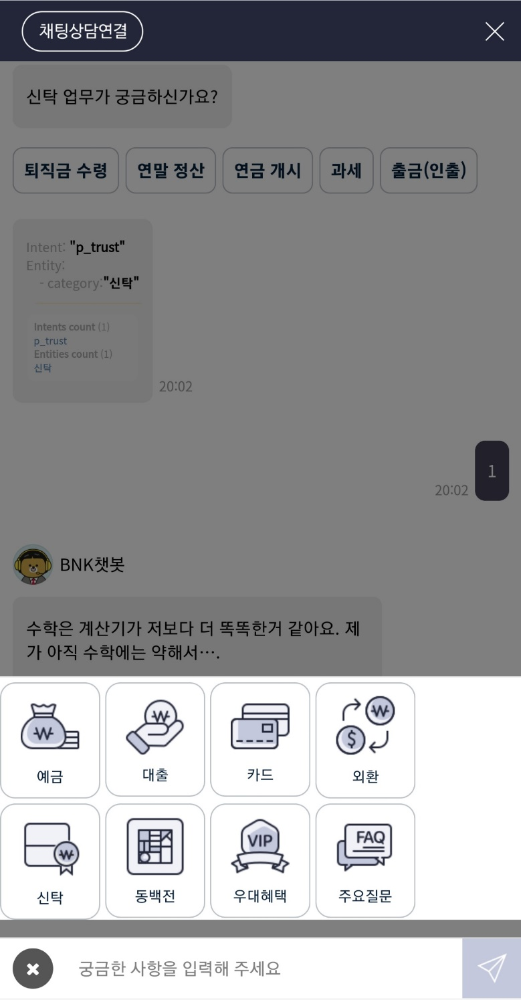 채팅상담연결
신탁 업무가 궁금하신가요?
퇴직금 수령 연말 정산 연금 개시 과세 출금(인출)
Intent: "p_trust"
Entity:
- category:"신탁"
Intents count (1)
p_trust
Entities count (1)
신탁
20:02
1
20:02
BNK챗봇
수학은 계산기가 저보다 더 똑똑한거 같아요. 제
가 아직 수학에는 약해서….
₩ ₩ ₩ $
예금 대출 카드 외환
₩ VIP FAQ
신탁 동백전 우대혜택 주요질문
궁금한 사항을 입력해 주세요